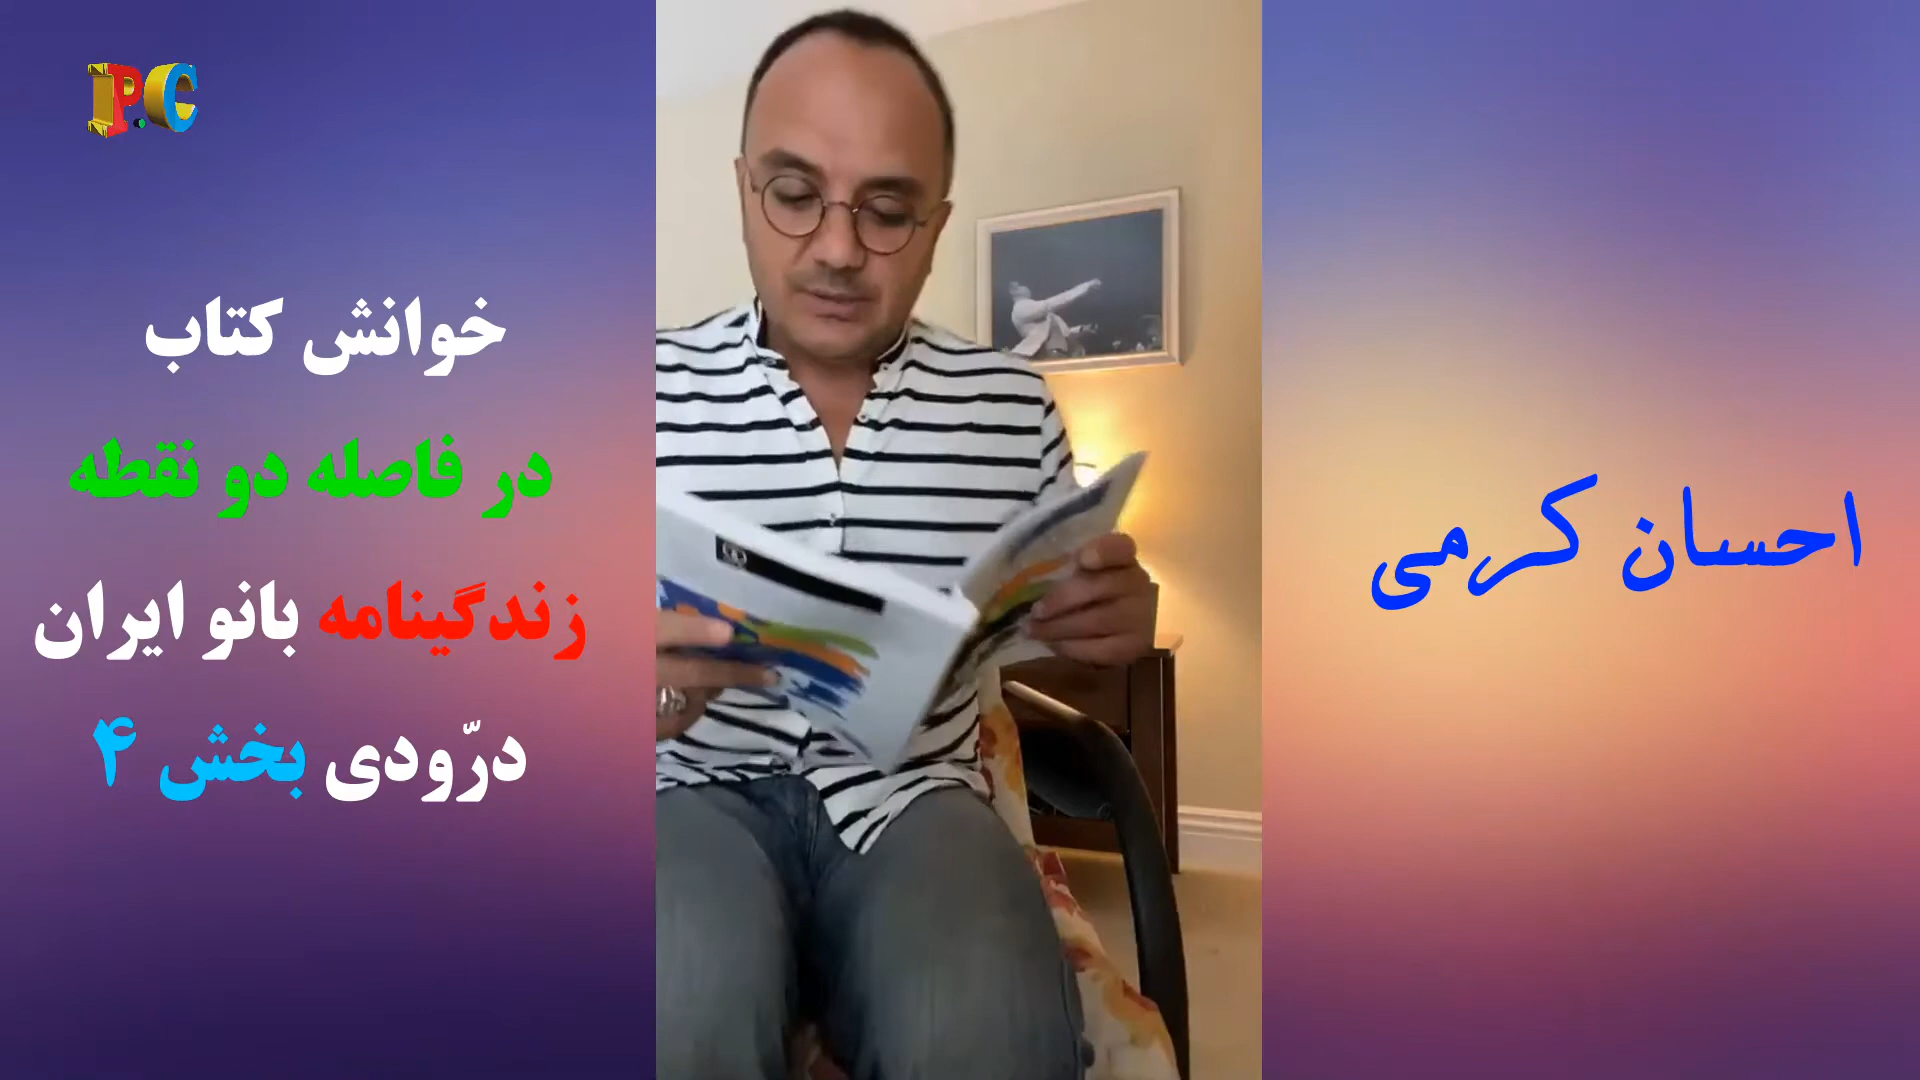 P.C
خوانش کتاب
در فاصله دو نقطه
زندگینامه بانو ایران
درّودی بخش ۴
احسان کرمی